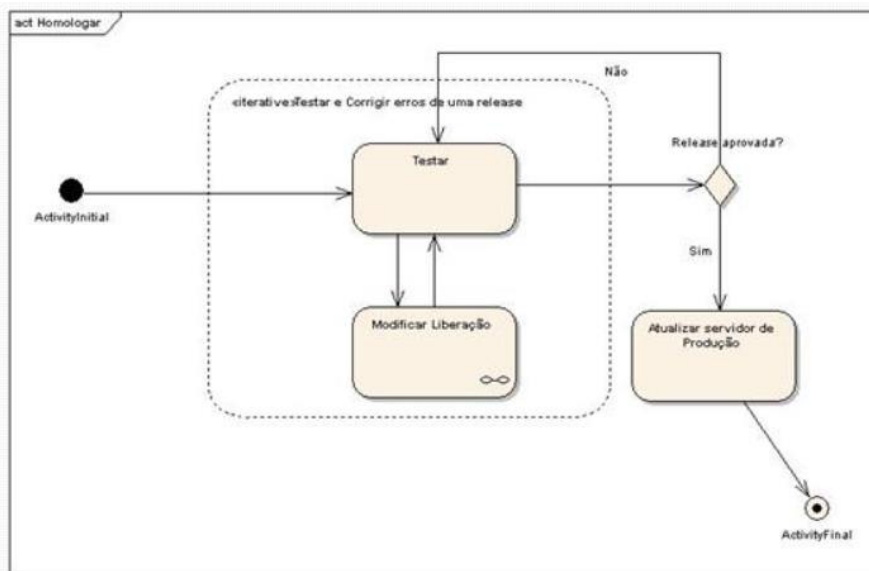 act Homologar
Não
«iterative»Testar e Corrigir erros de uma release
Testar
Release aprovada?
ActivityInitial
Sim
Modificar Liberação
Atualizar servidor de
Produção
ActivityFinal